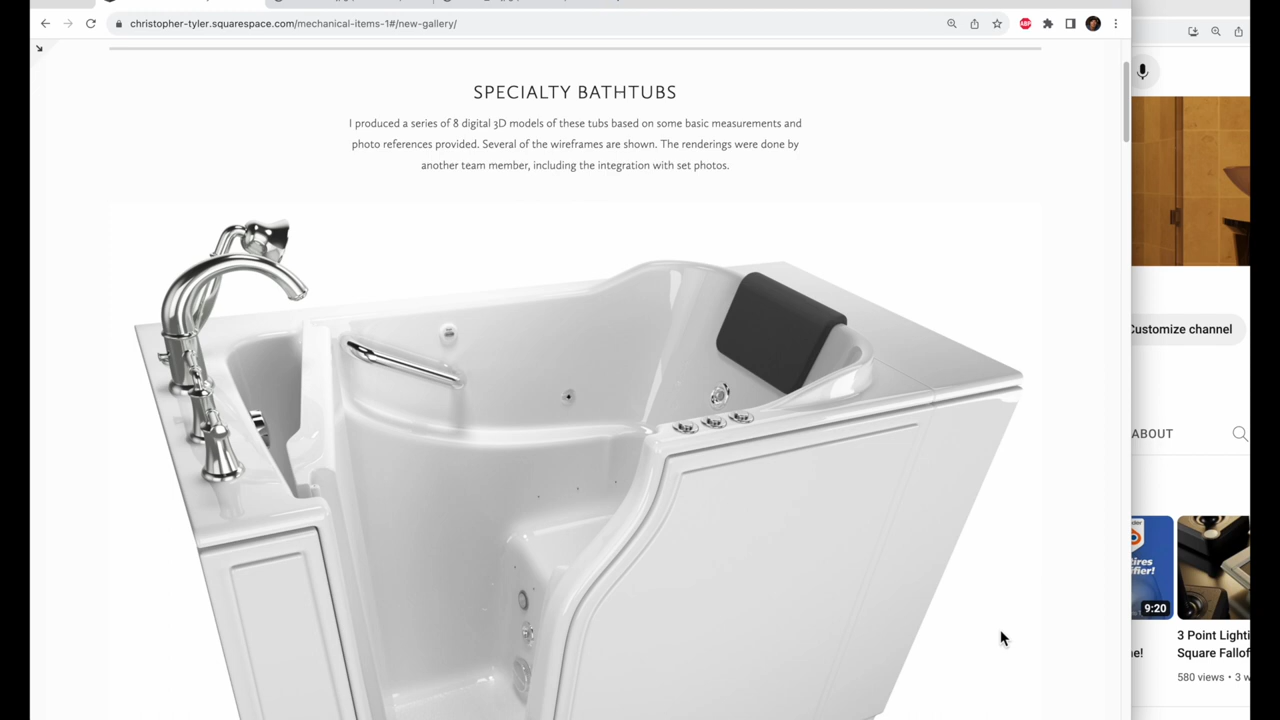 christopher-tyler.squarespace.com/mechanical-items-1#/new-gallery/
ABP
SPECIALTY BATHTUBS
I produced a series of 8 digital 3D models of these tubs based on some basic measurements and
photo references provided. Several of the wireframes are shown. The renderings were done by
another team member, including the integration with set photos.
Customize channel
ABOUT
9:20
3 Point Lighti
Square Fallof
580 views • 3 w